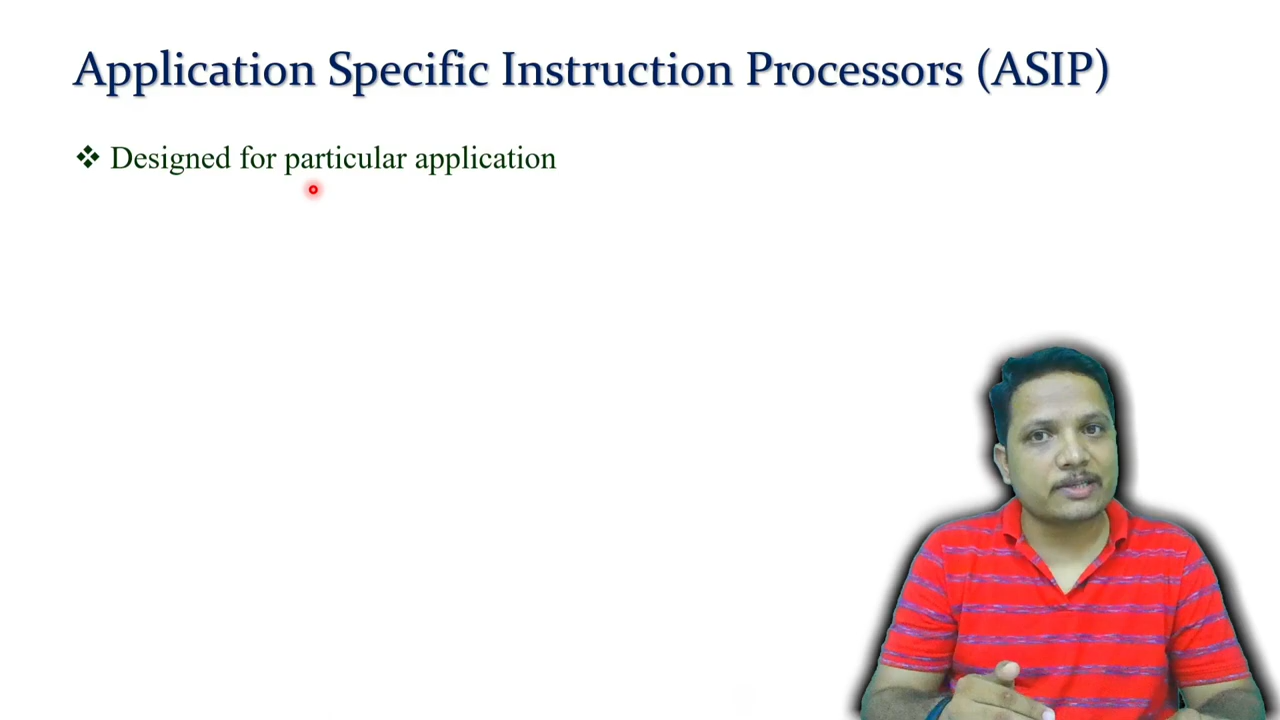 Application Specific Instruction Processors (ASIP)
❖ Designed for particular application